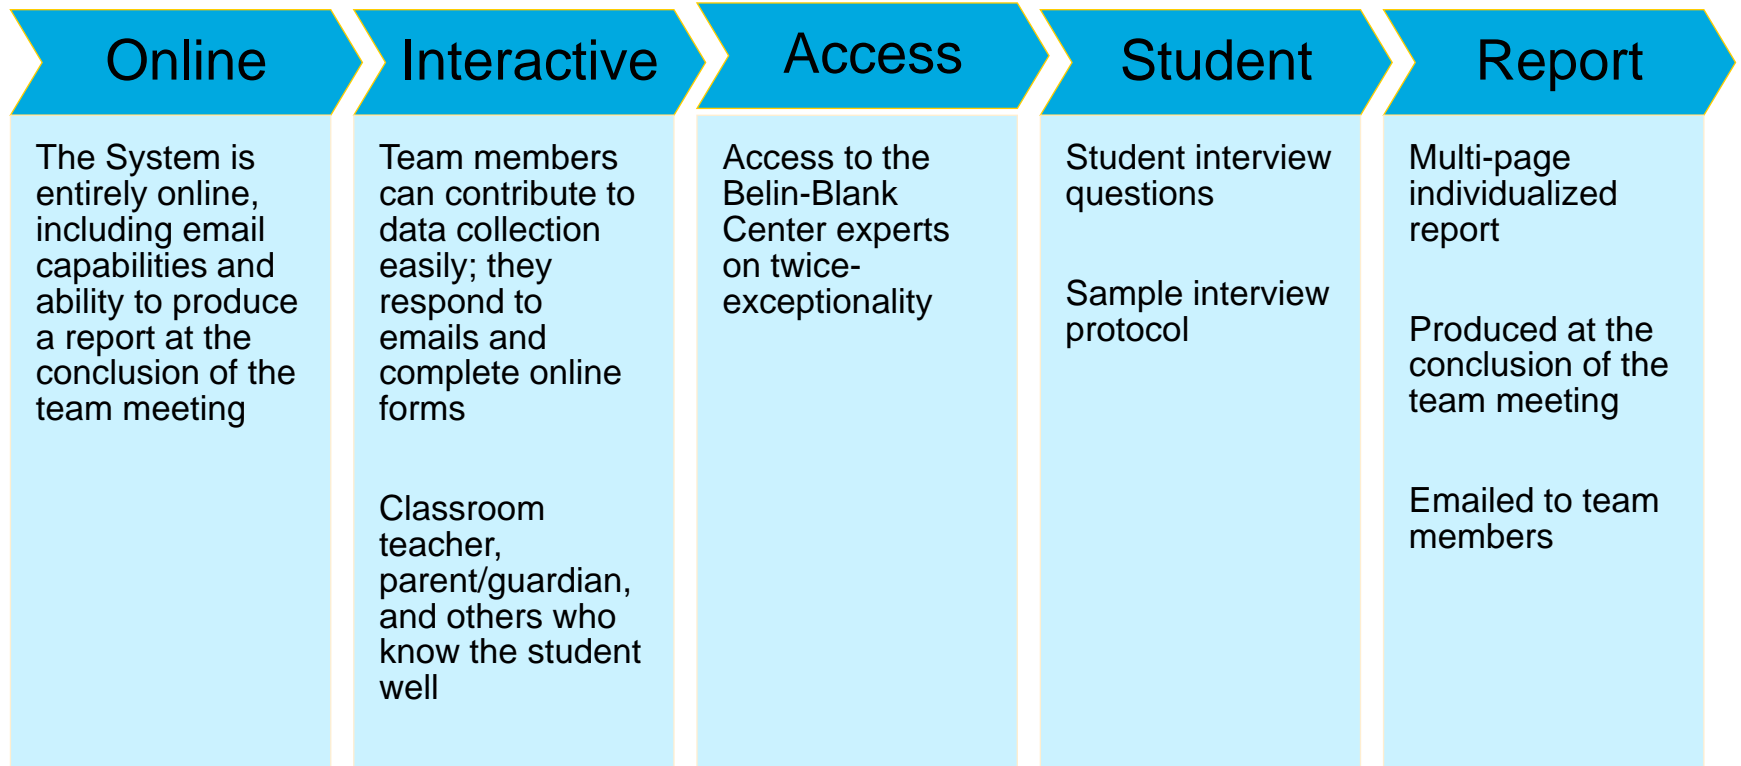 Online
The System is
entirely online,
including email
capabilities and
ability to produce
a report at the
conclusion of the
team meeting
Interactive
Team members
can contribute to
data collection
easily; they
respond to
emails and
complete online
forms
Classroom
teacher,
parent/guardian,
and others who
know the student
well
Access
Access to the
Belin-Blank
Center experts
on twice-
exceptionality
Student
Student interview
questions
Sample interview
protocol
Report
Multi-page
individualized
report
Produced at the
conclusion of the
team meeting
Emailed to team
members